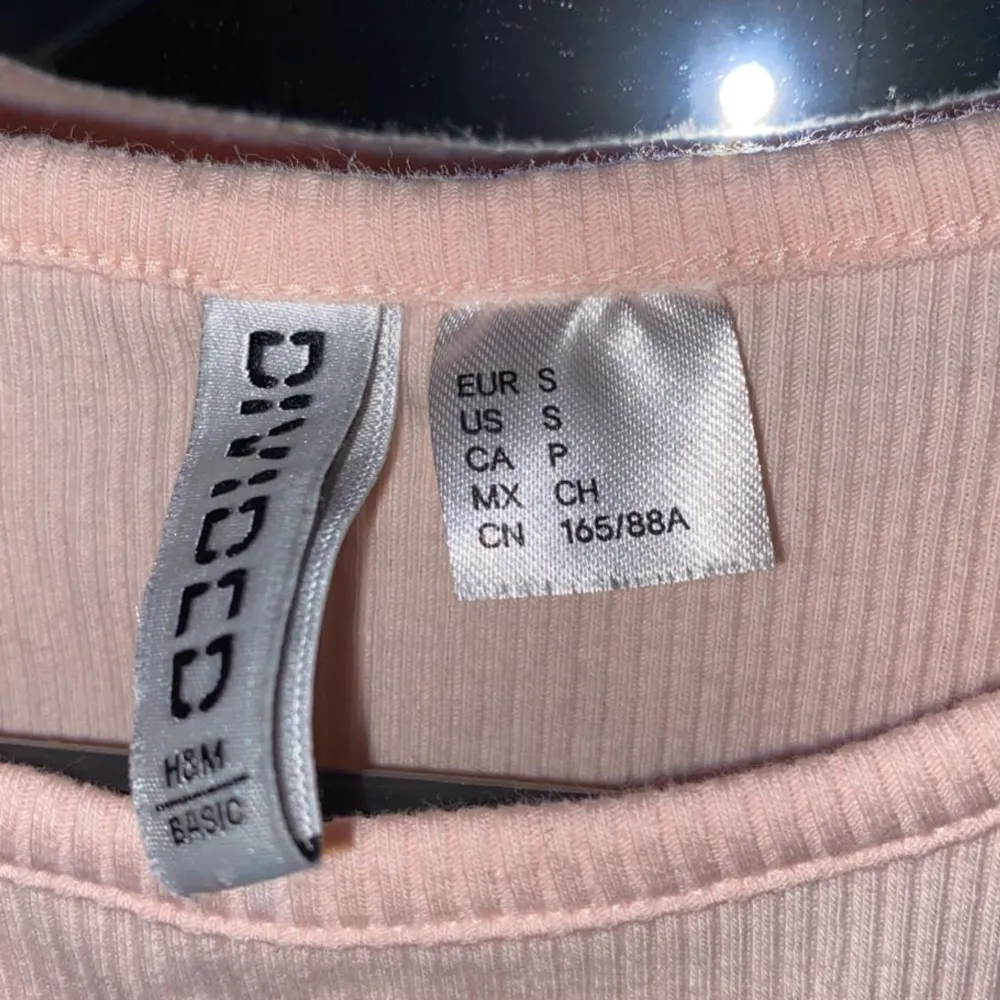 DIVIDED
H&M
BASIC
EUR S
US S
CA P
MX CH
CN 165/88A